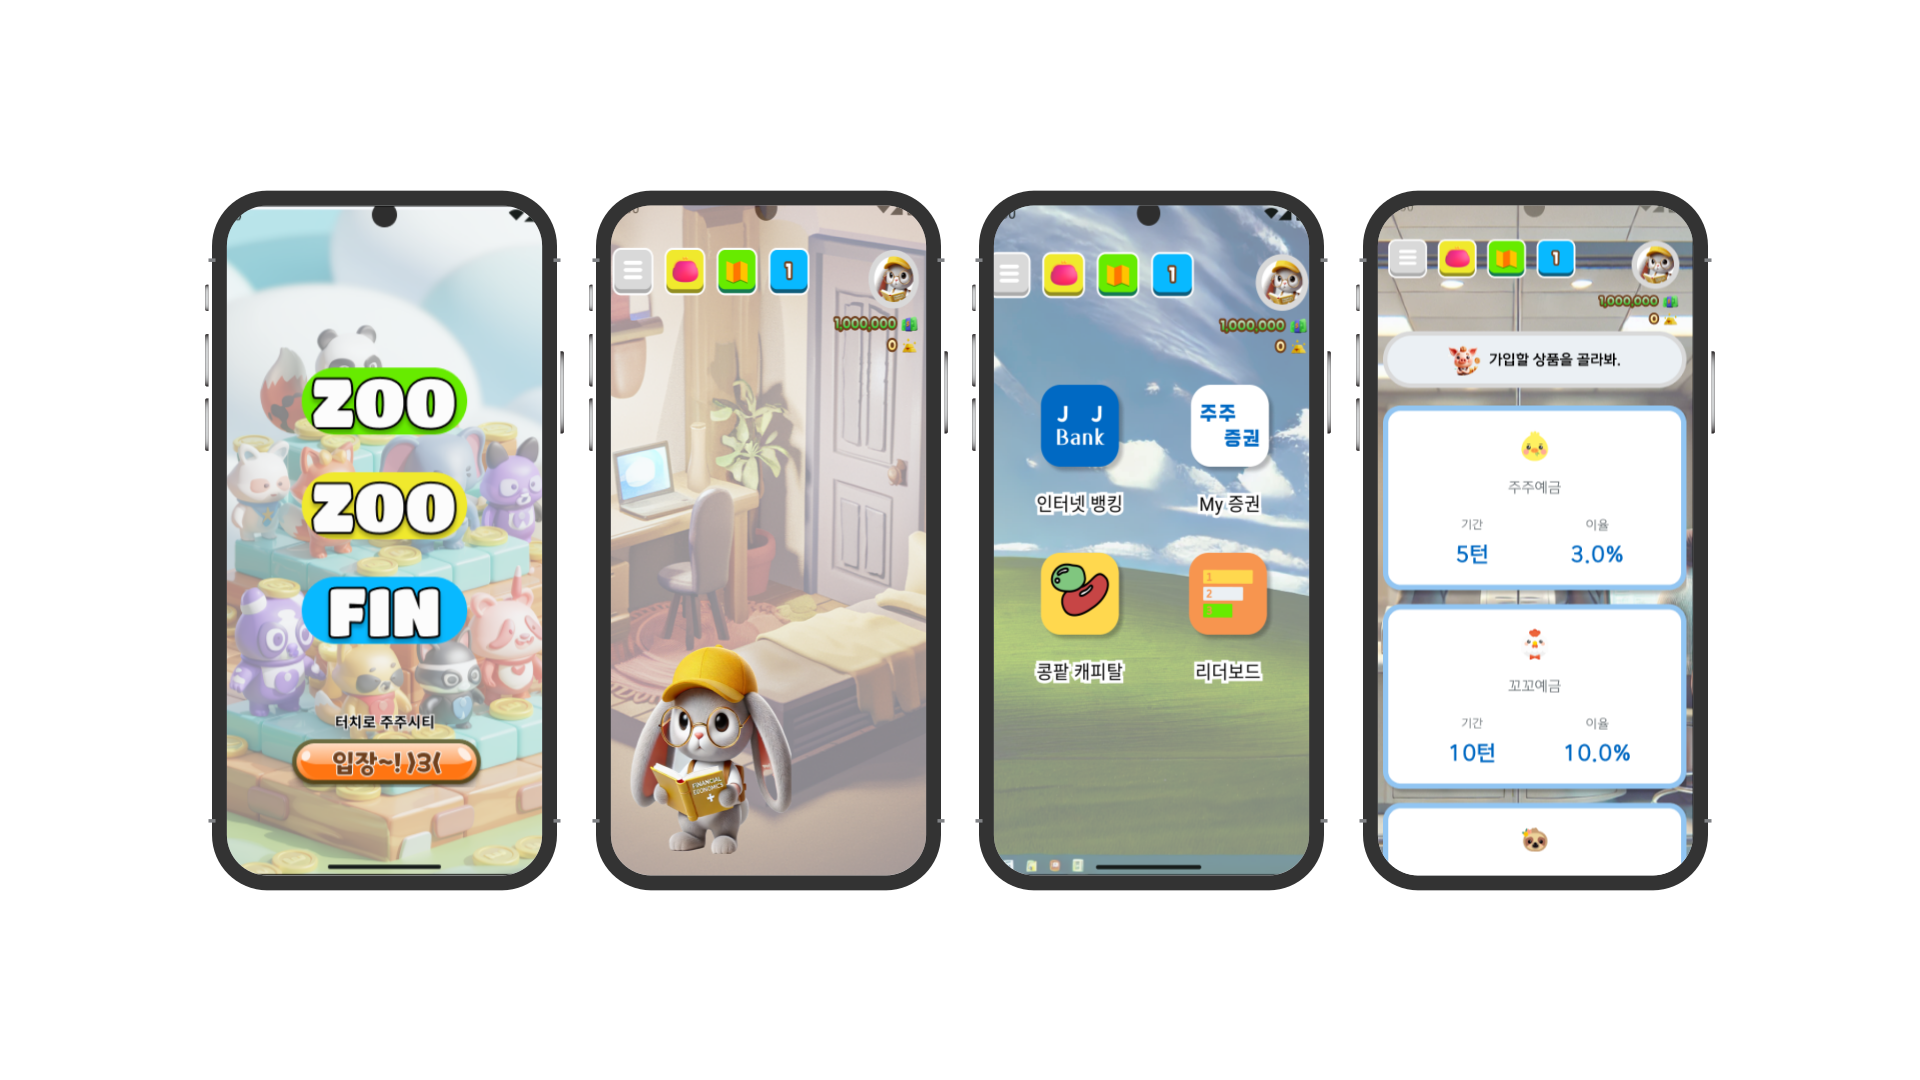 ZOO
ZOO
FIN
터치로 주주시티
입장~! )3(
1
1,000,000
0
FINANCIAL
ECONOMICS
1
1,000,000
0
J J
Bank
주주
증권
인터넷 뱅킹
My 증권
1
2
콩팥 캐피탈
리더보드
1
1,000,000
0
가입할 상품을 골라봐.
주주예금
기간
이율
5턴
3.0%
꼬꼬예금
기간
이율
10턴
10.0%